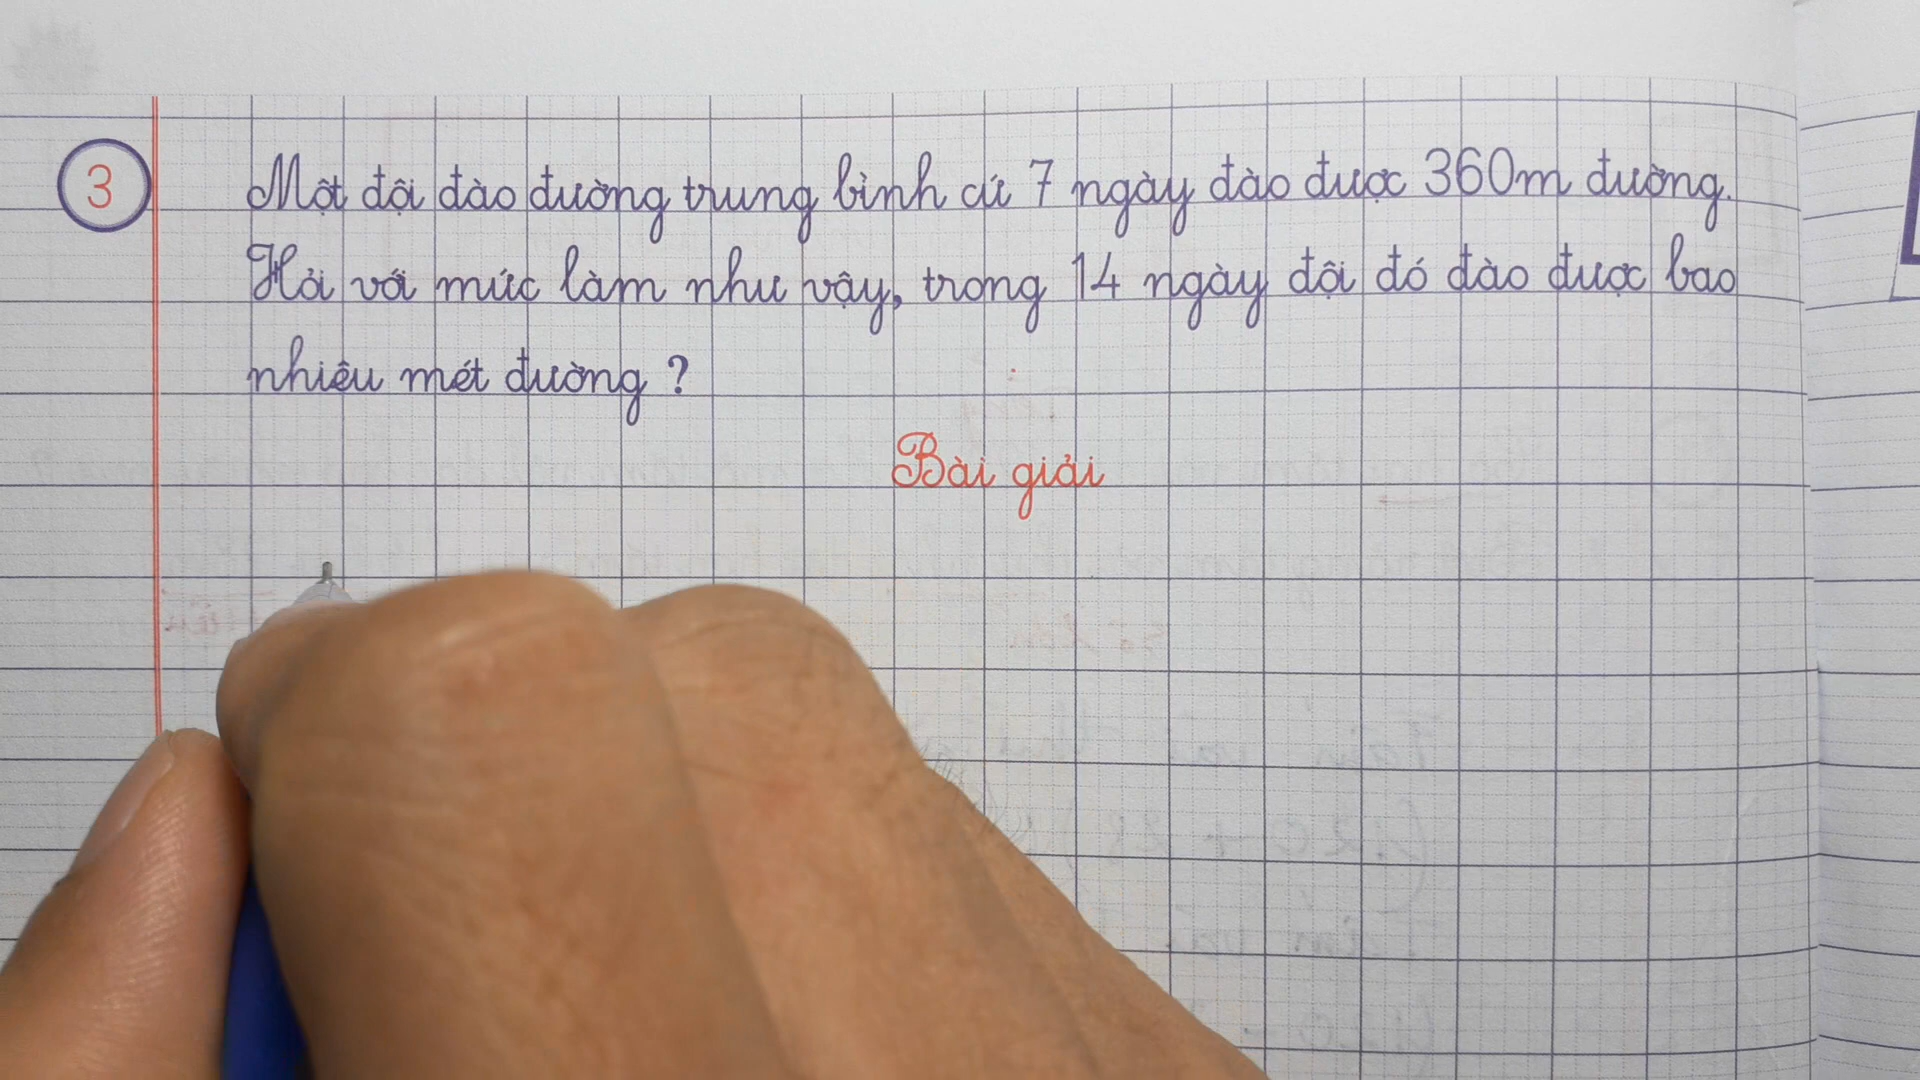 3 Một đội đào đường trung bình cứ 7 ngày đào được 360m đường.
Hỏi với mức làm như vậy, trong 14 ngày đội đó đào được bao
nhiêu mét đường ?
Bài giải